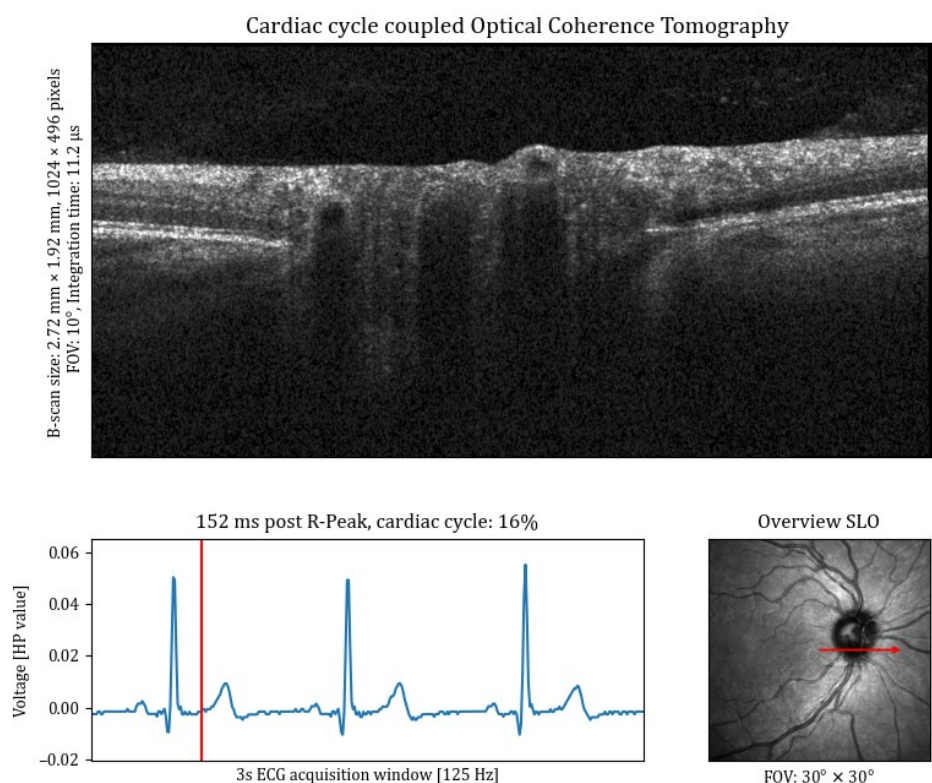 Cardiac cycle coupled Optical Coherence Tomography
B-scan size: 2.72 mm × 1.92 mm, 1024 × 496 pixels
FOV: 10°, Integration time: 11.2 μs
152 ms post R-Peak, cardiac cycle: 16%
Voltage [HP value]
0.06
0.04
0.02
0.00
−0.02
3s ECG acquisition window [125 Hz]
Overview SLO
FOV: 30° × 30°